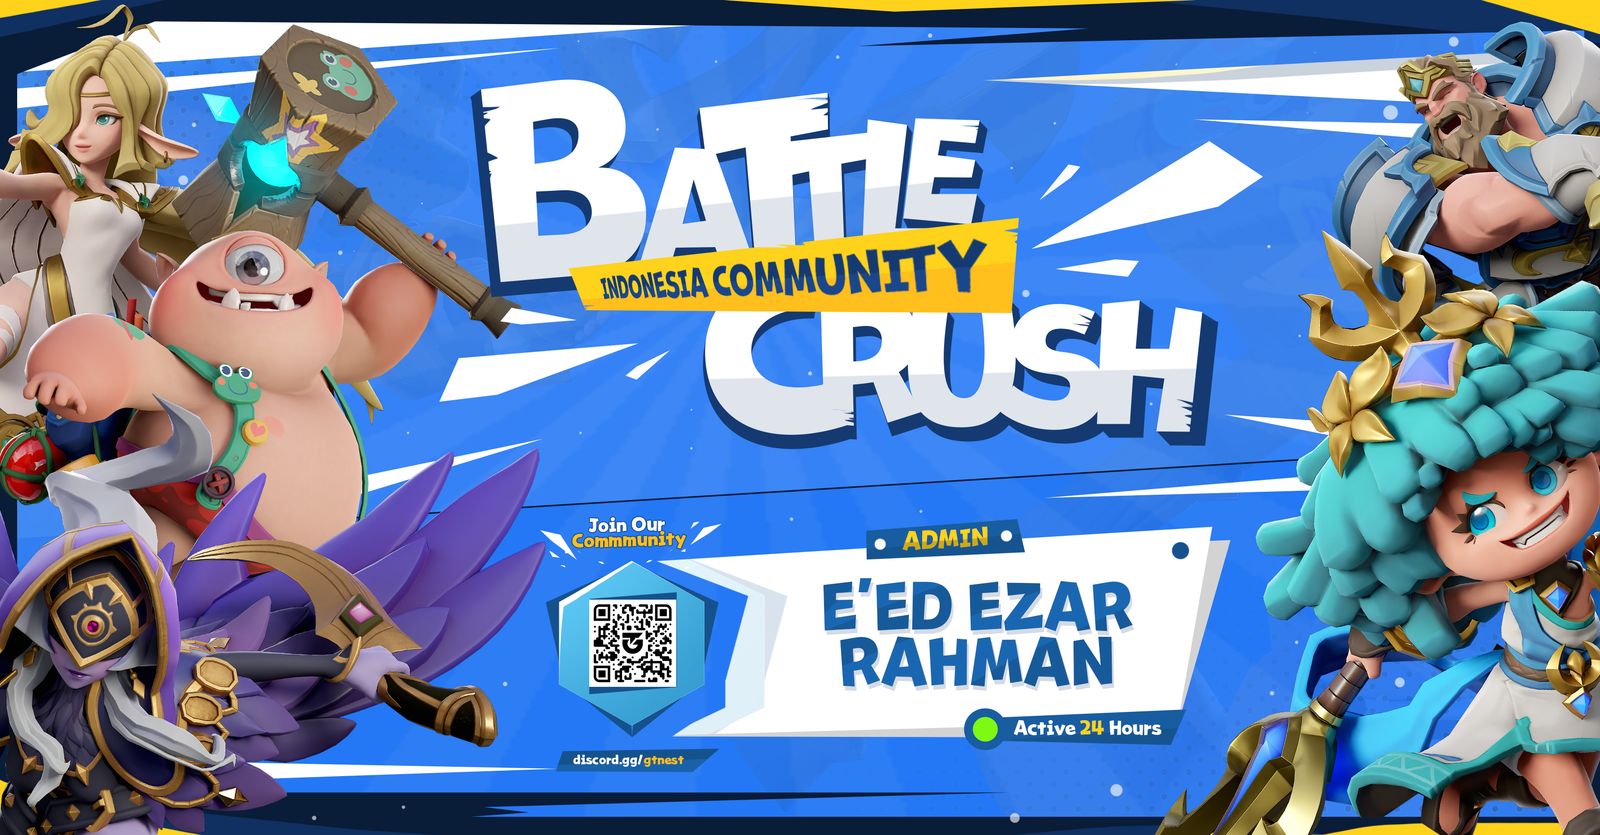 BATTLE
INDONESIA COMMUNITY
CRUSH
Join Our
Commmunity
discord.gg/gtnest
ADMIN
E'ED EZAR
RAHMAN
Active 24 Hours